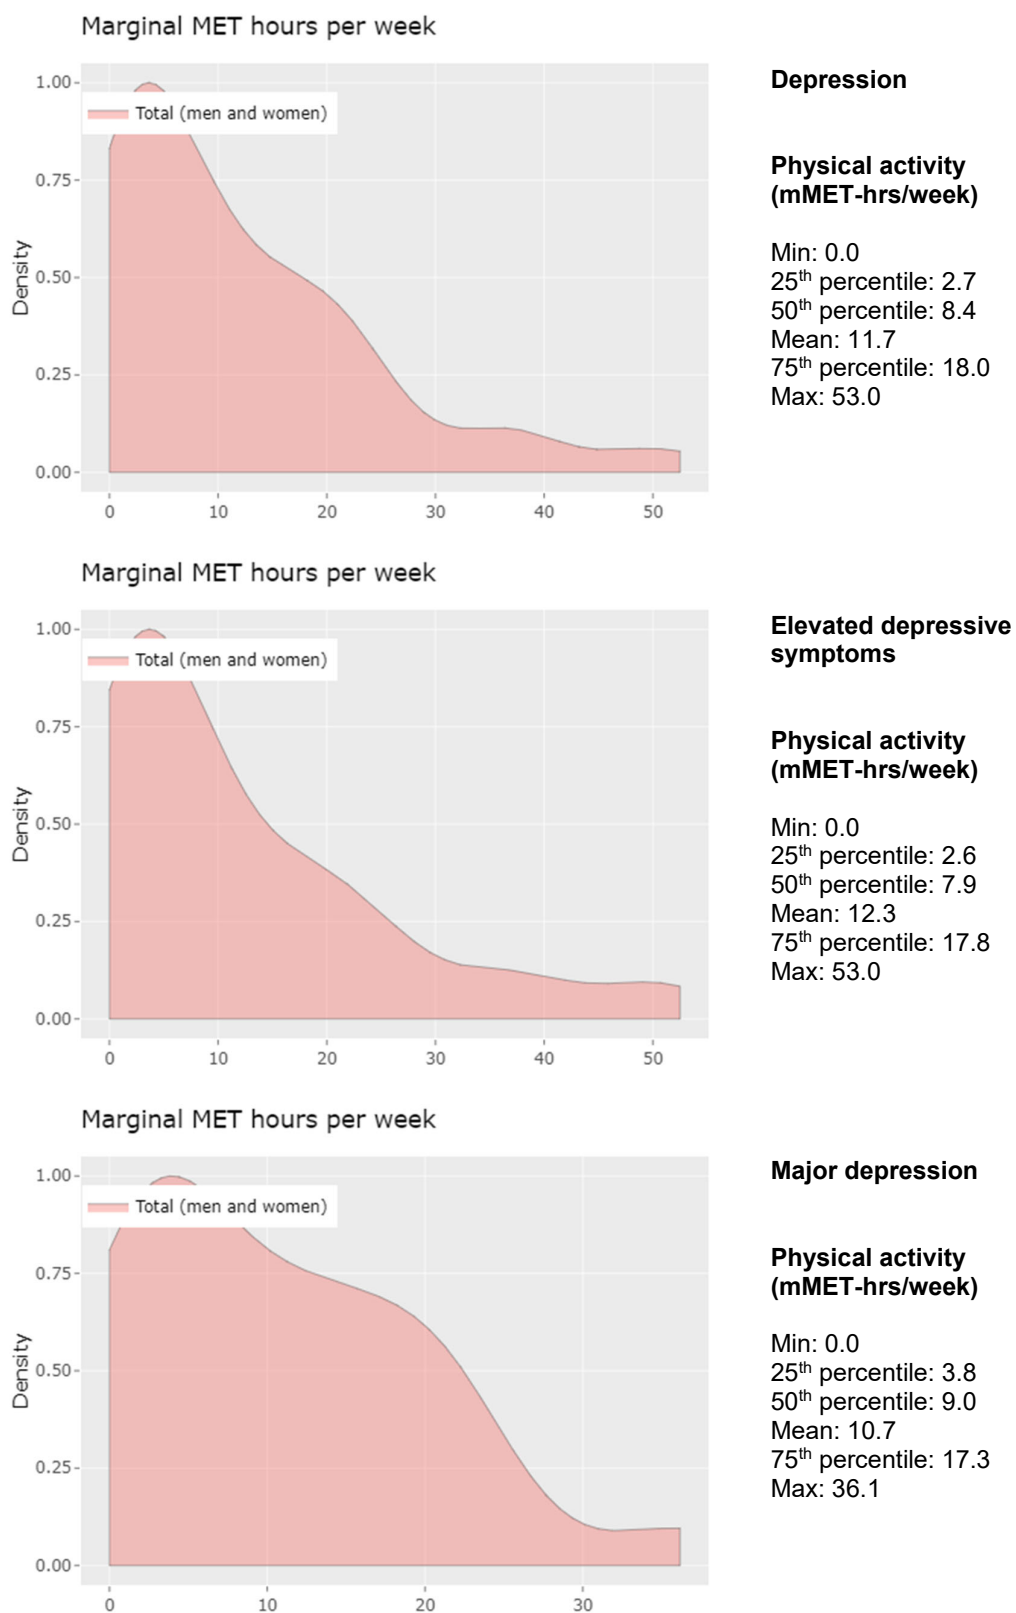 Marginal MET hours per week
1.00
0.75
0.50
0.25
0.00
Density
Total (men and women)
0 10 20 30 40 50
Depression
Physical activity
(mMET-hrs/week)
Min: 0.0
25th percentile: 2.7
50th percentile: 8.4
Mean: 11.7
75th percentile: 18.0
Max: 53.0
Marginal MET hours per week
1.00
0.75
0.50
0.25
0.00
Density
Total (men and women)
0 10 20 30 40 50
Elevated depressive
symptoms
Physical activity
(mMET-hrs/week)
Min: 0.0
25th percentile: 2.6
50th percentile: 7.9
Mean: 12.3
75th percentile: 17.8
Max: 53.0
Marginal MET hours per week
1.00
0.75
0.50
0.25
0.00
Density
Total (men and women)
0 10 20 30
Major depression
Physical activity
(mMET-hrs/week)
Min: 0.0
25th percentile: 3.8
50th percentile: 9.0
Mean: 10.7
75th percentile: 17.3
Max: 36.1